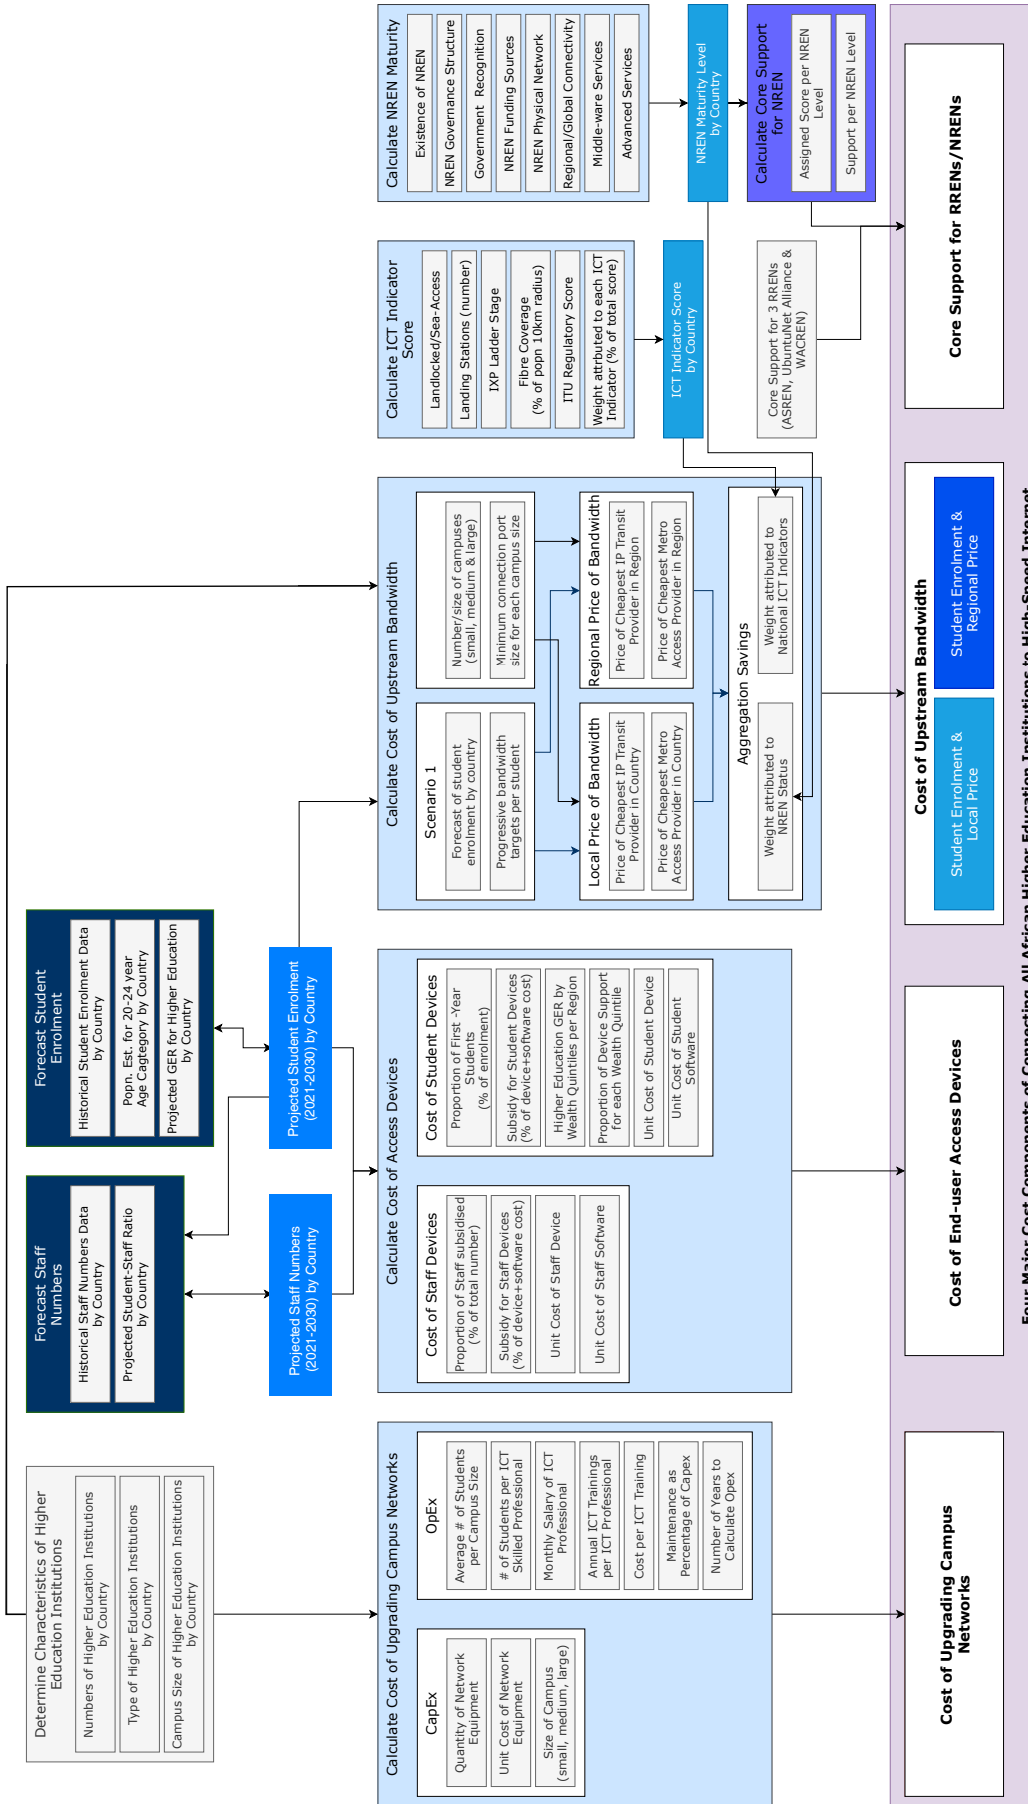 Determine Characteristics of Higher
Education Institutions
Numbers of Higher Education Institutions
by Country
Type of Higher Education Institutions
by Country
Campus Size of Higher Education Institutions
by Country
Forecast Staff
Numbers
Historical Staff Numbers Data
by Country
Projected Student-Staff Ratio
by Country
Forecast Student
Enrolment
Historical Student Enrolment Data
by Country
Popn. Est. for 20-24 year
Age Cagtegory by Country
Projected GER for Higher Education
by Country
Projected Staff Numbers
(2021-2030) by Country
Projected Student Enrolment
(2021-2030) by Country
Calculate Cost of Upgrading Campus Networks
CapEx
Quantity of Network
Equipment
Unit Cost of Network
Equipment
Size of Campus
(small, medium, large)
OpEx
Average # of Students
per Campus Size
# of Students per ICT
Skilled Professional
Monthly Salary of ICT
Professional
Annual ICT Trainings
per ICT Professional
Cost per ICT Training
Maintenance as
Percentage of Capex
Number of Years to
Calculate Opex
Calculate Cost of Access Devices
Cost of Staff Devices
Proportion of Staff subsidised
(% of total number)
Subsidy for Staff Devices
(% of device+software cost)
Unit Cost of Staff Device
Unit Cost of Staff Software
Cost of Student Devices
Proportion of First -Year
Students
(% of enrolment)
Subsidy for Student Devices
(% of device+software cost)
Higher Education GER by
Wealth Quintiles per Region
Proportion of Device Support
for each Wealth Quintile
Unit Cost of Student Device
Unit Cost of Student
Software
Calculate Cost of Upstream Bandwidth
Scenario 1
Forecast of student
enrolment by country
Progressive bandwidth
targets per student
Number/size of campuses
(small, medium & large)
Minimum connection port
size for each campus size
Local Price of Bandwidth
Price of Cheapest IP Transit
Provider in Country
Price of Cheapest Metro
Access Provider in Country
Regional Price of Bandwidth
Price of Cheapest IP Transit
Provider in Region
Price of Cheapest Metro
Access Provider in Region
Aggregation Savings
Weight attributed to
NREN Status
Weight attributed to
National ICT Indicators
Calculate ICT Indicator
Score
Landlocked/Sea-Access
Landing Stations (number)
IXP Ladder Stage
Fibre Coverage
(% of popn 10km radius)
ITU Regulatory Score
Weight attrbuted to each ICT
Indicator (% of total score)
ICT Indicator Score
by Country
Core Support for 3 RRENs
(ASREN, UbuntuNet Alliance &
WACREN)
Calculate NREN Maturity
Existence of NREN
NREN Governance Structure
Government Recognition
NREN Funding Sources
NREN Physical Network
Regional/Global Connectivity
Middle-ware Services
Advanced Services
NREN Maturity Level
by Country
Calculate Core Support
for NREN
Assigned Score per NREN
Level
Support per NREN Level
Cost of Upgrading Campus
Networks
Cost of End-user Access Devices
Cost of Upstream Bandwidth
Student Enrolment &
Local Price
Student Enrolment &
Regional Price
Core Support for RRENs/NRENs
Four Major Cost Components of Connecting All African Higher Education Institutions to High-Speed Internet